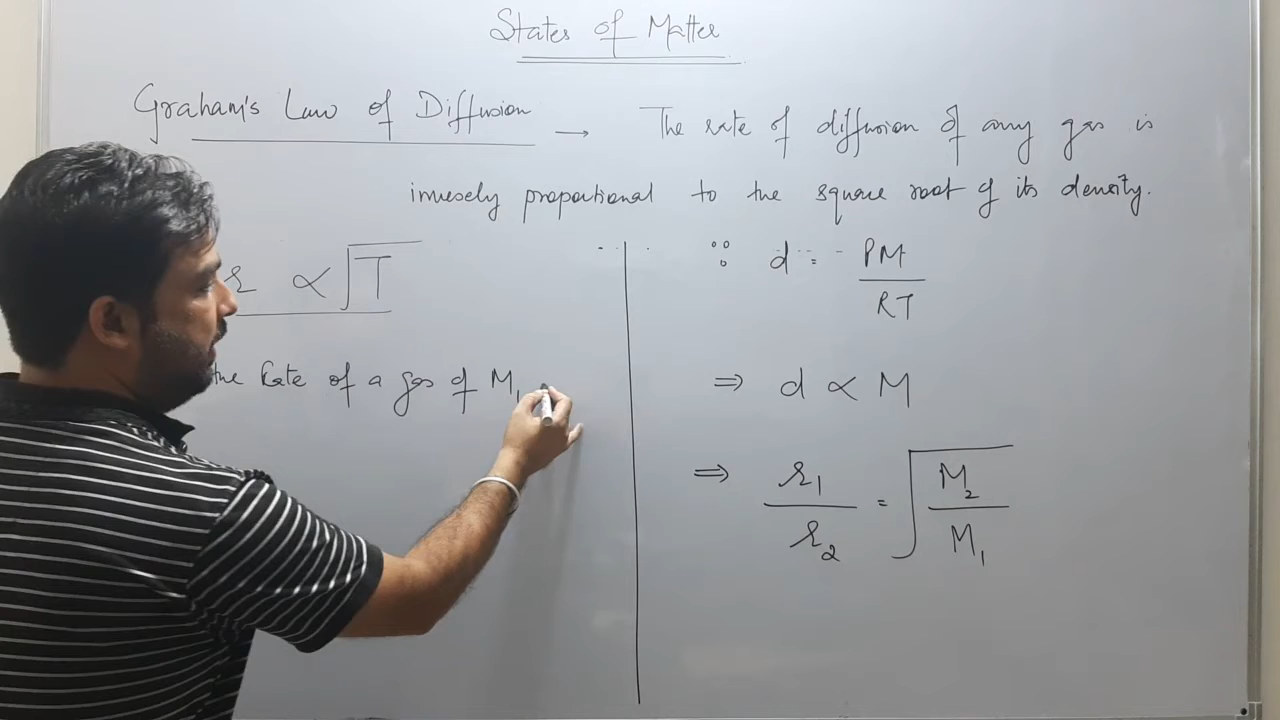 States of Matter
Graham's Law of Diffusion → The rate of diffusion of any gas is
inversely proportional to the square root of its density.
r ∝ √T
the Rate of a gas of M₁
∵ d = PM/RT
⇒ d ∝ M
⇒ r₁/r₂ = √(M₂/M₁)